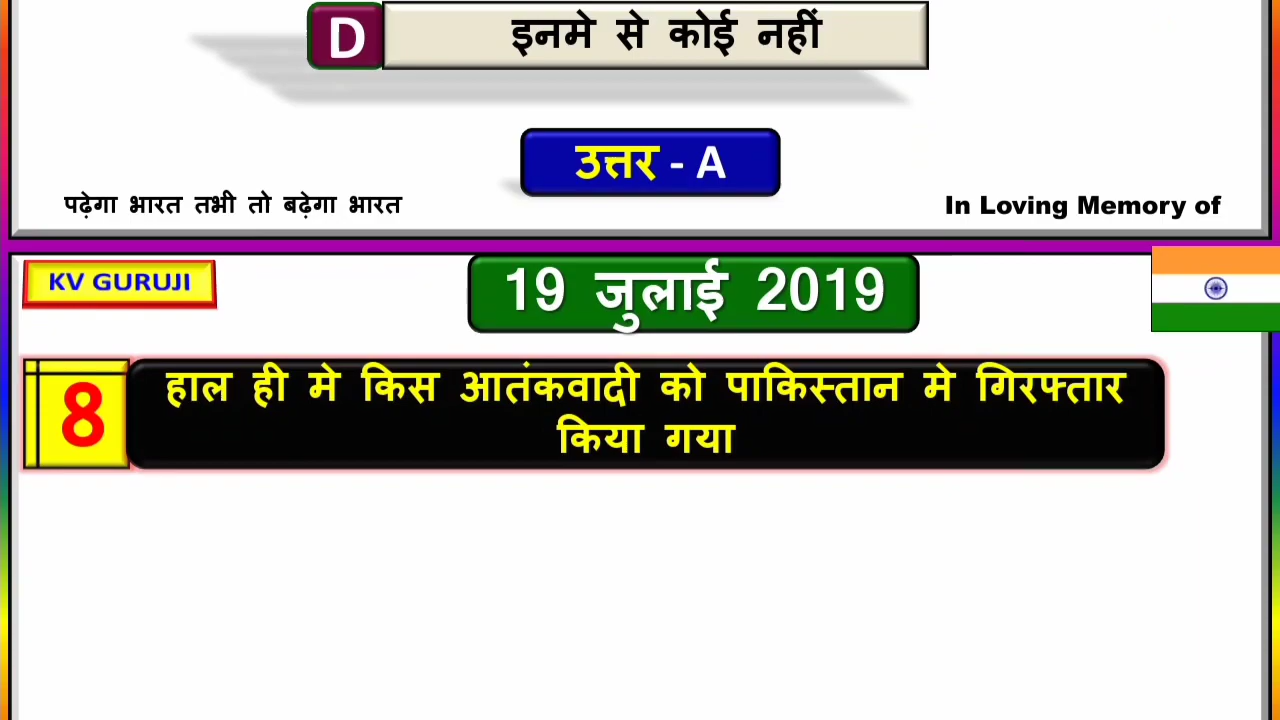 D इनमे से कोई नहीं
उत्तर - A
पढ़ेगा भारत तभी तो बढ़ेगा भारत
In Loving Memory of
KV GURUJI
19 जुलाई 2019
8
हाल ही मे किस आतंकवादी को पाकिस्तान मे गिरफ्तार
किया गया